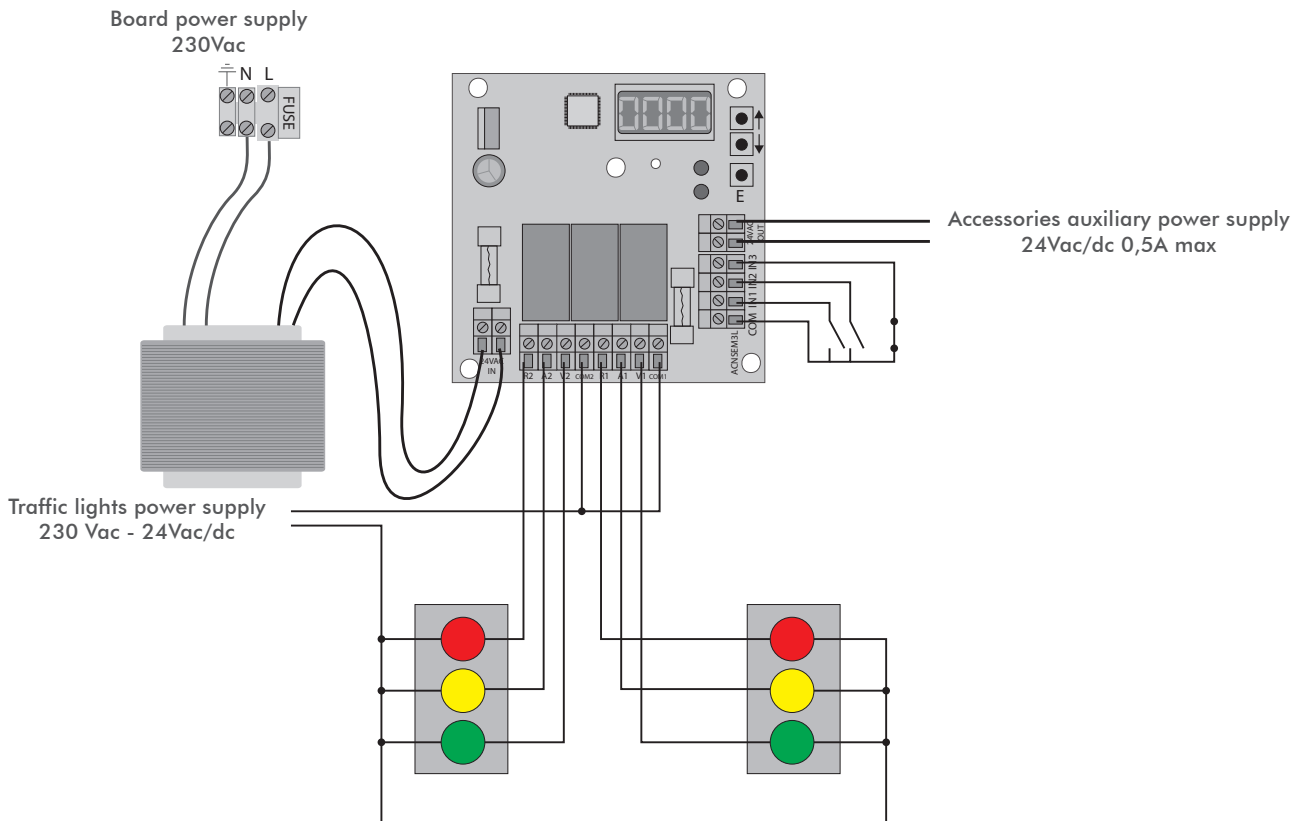 Board power supply
230Vac
N L
FUSE
E
24VAC
OUT
COM IN1 IN2 IN3
ACNSEM3L
24VAC
IN
R2 A2 V2 COM2 R1 A1 V1 COM1
Accessories auxiliary power supply
24Vac/dc 0,5A max
Traffic lights power supply
230 Vac - 24Vac/dc